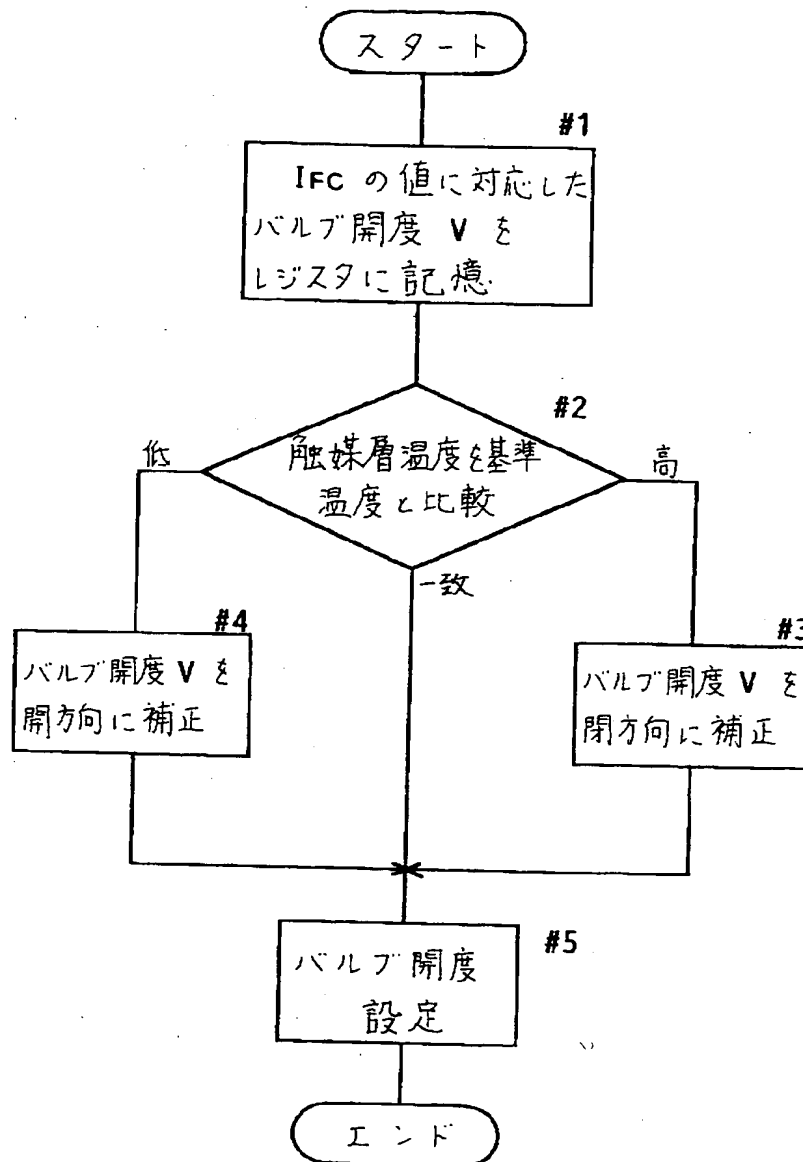 スタート
#1
IFC の値に対応した
バルブ開度 V を
レジスタに記憶
#2
触媒層温度を基準
温度と比較
低
高
一致
#4
バルブ開度 V を
開方向に補正
#3
バルブ開度 V を
閉方向に補正
#5
バルブ開度
設定
エンド